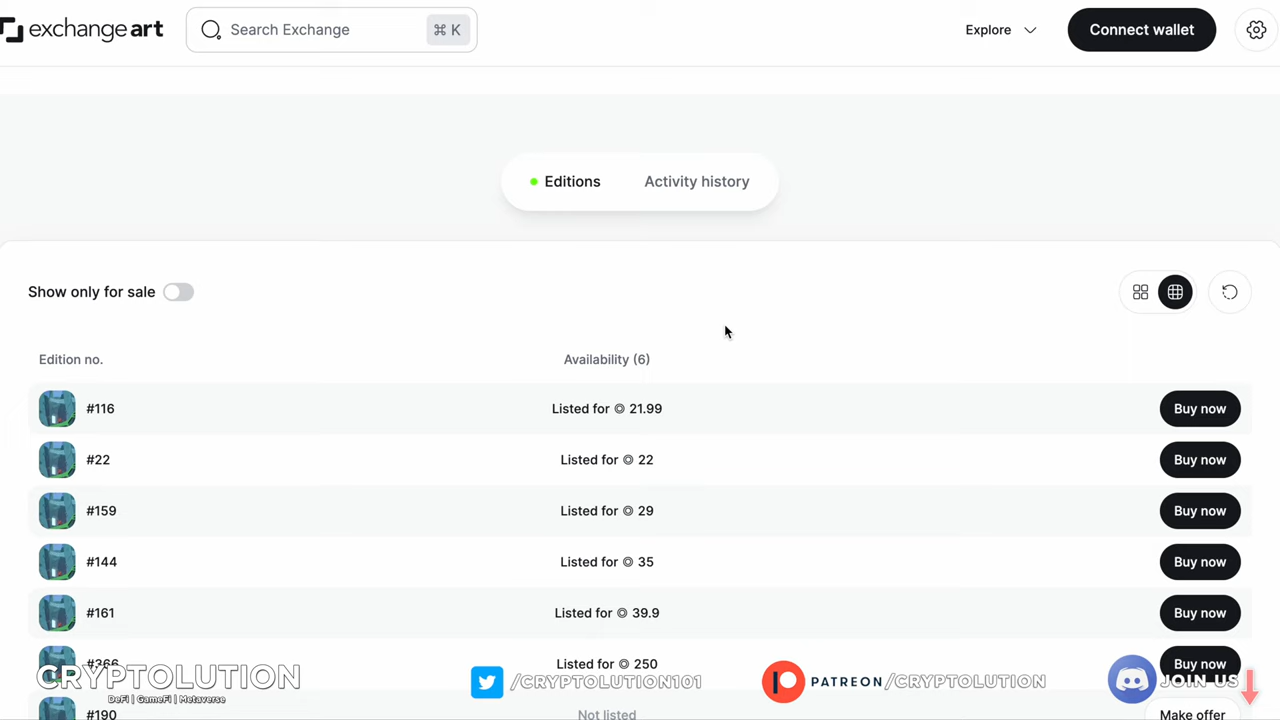 exchange art
Search Exchange
⌘ K
Explore
Connect wallet
Editions
Activity history
Show only for sale
Edition no.
Availability (6)
#116
Listed for ◎ 21.99
Buy now
#22
Listed for ◎ 22
Buy now
#159
Listed for ◎ 29
Buy now
#144
Listed for ◎ 35
Buy now
#161
Listed for ◎ 39.9
Buy now
#366
Listed for ◎ 250
Buy now
CRYPTOLUTION
DeFi | GameFi | Metaverse
/CRYPTOLUTION101
PATREON/CRYPTOLUTION
JOIN US
#190
Not listed
Make offer